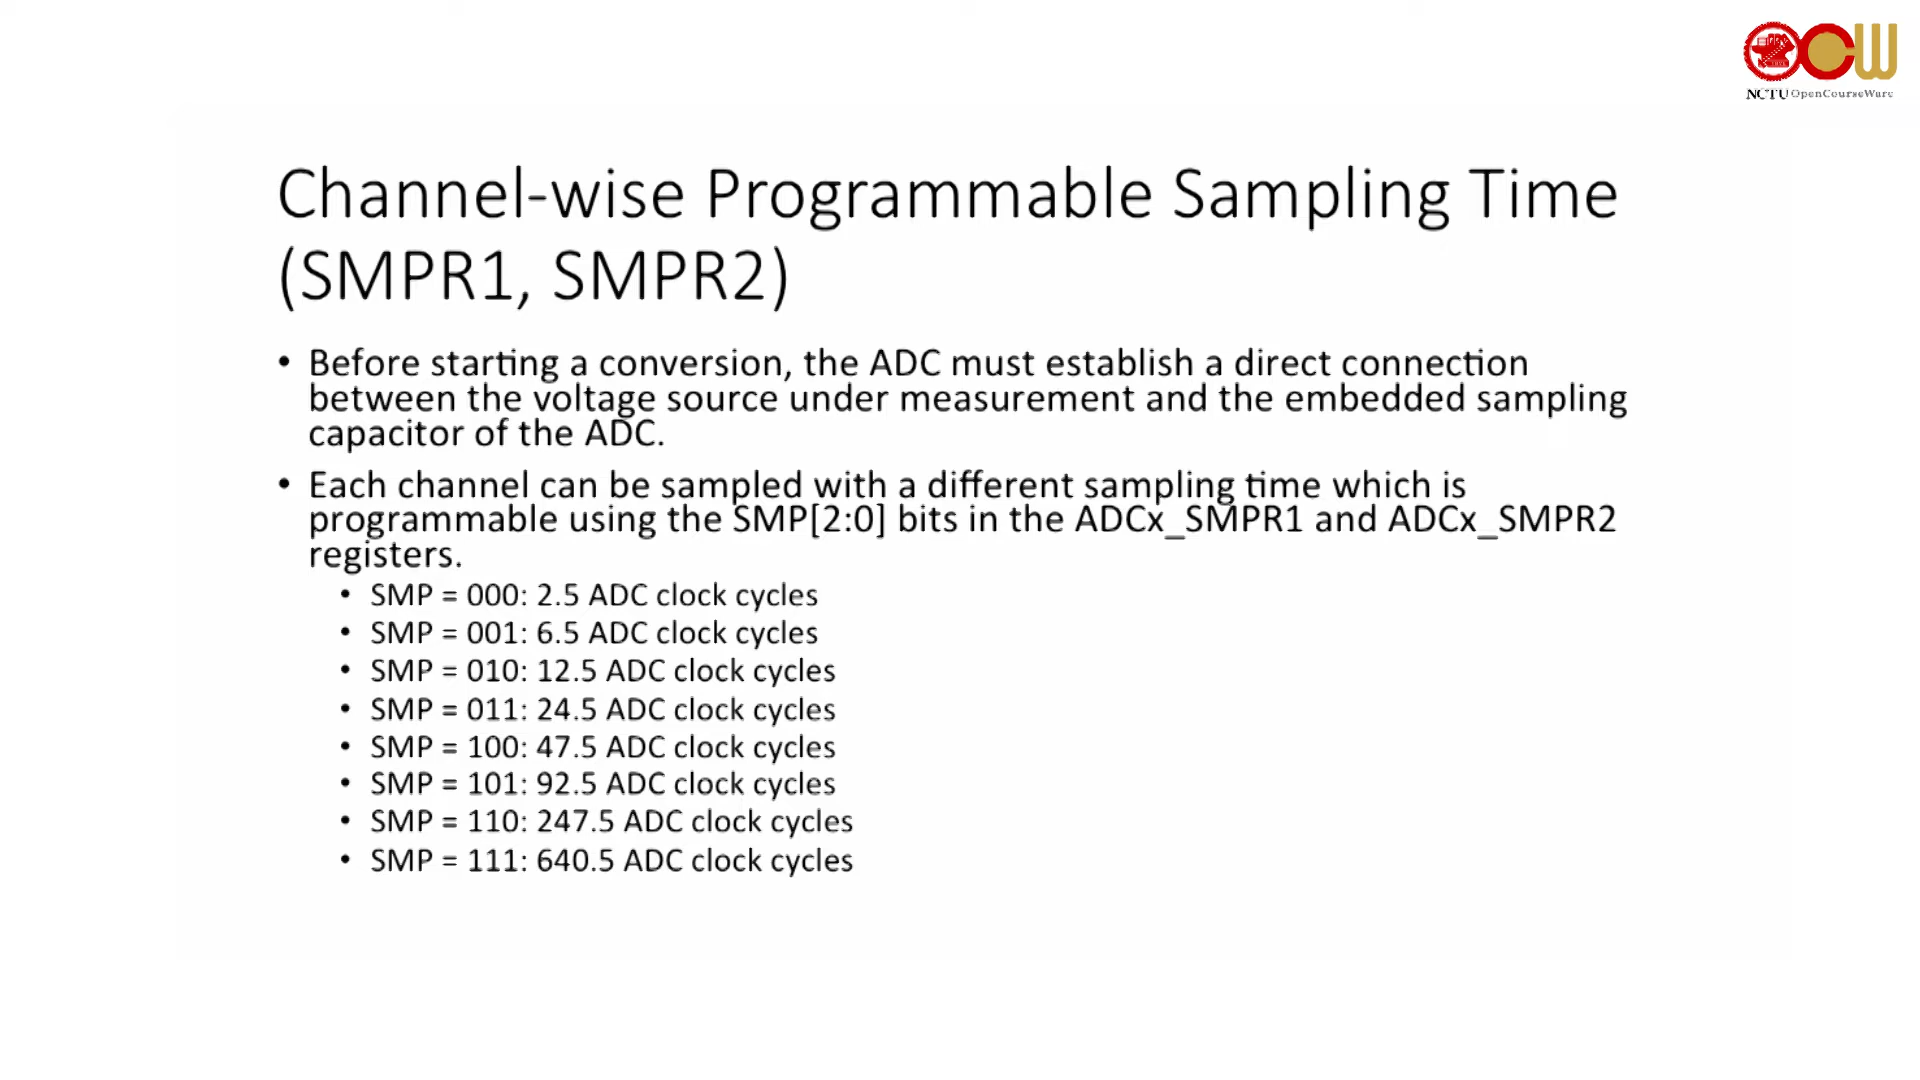 NCTU OpenCourseWare
Channel-wise Programmable Sampling Time
(SMPR1, SMPR2)
• Before starting a conversion, the ADC must establish a direct connection
between the voltage source under measurement and the embedded sampling
capacitor of the ADC.
• Each channel can be sampled with a different sampling time which is
programmable using the SMP[2:0] bits in the ADCx_SMPR1 and ADCx_SMPR2
registers.
• SMP = 000: 2.5 ADC clock cycles
• SMP = 001: 6.5 ADC clock cycles
• SMP = 010: 12.5 ADC clock cycles
• SMP = 011: 24.5 ADC clock cycles
• SMP = 100: 47.5 ADC clock cycles
• SMP = 101: 92.5 ADC clock cycles
• SMP = 110: 247.5 ADC clock cycles
• SMP = 111: 640.5 ADC clock cycles